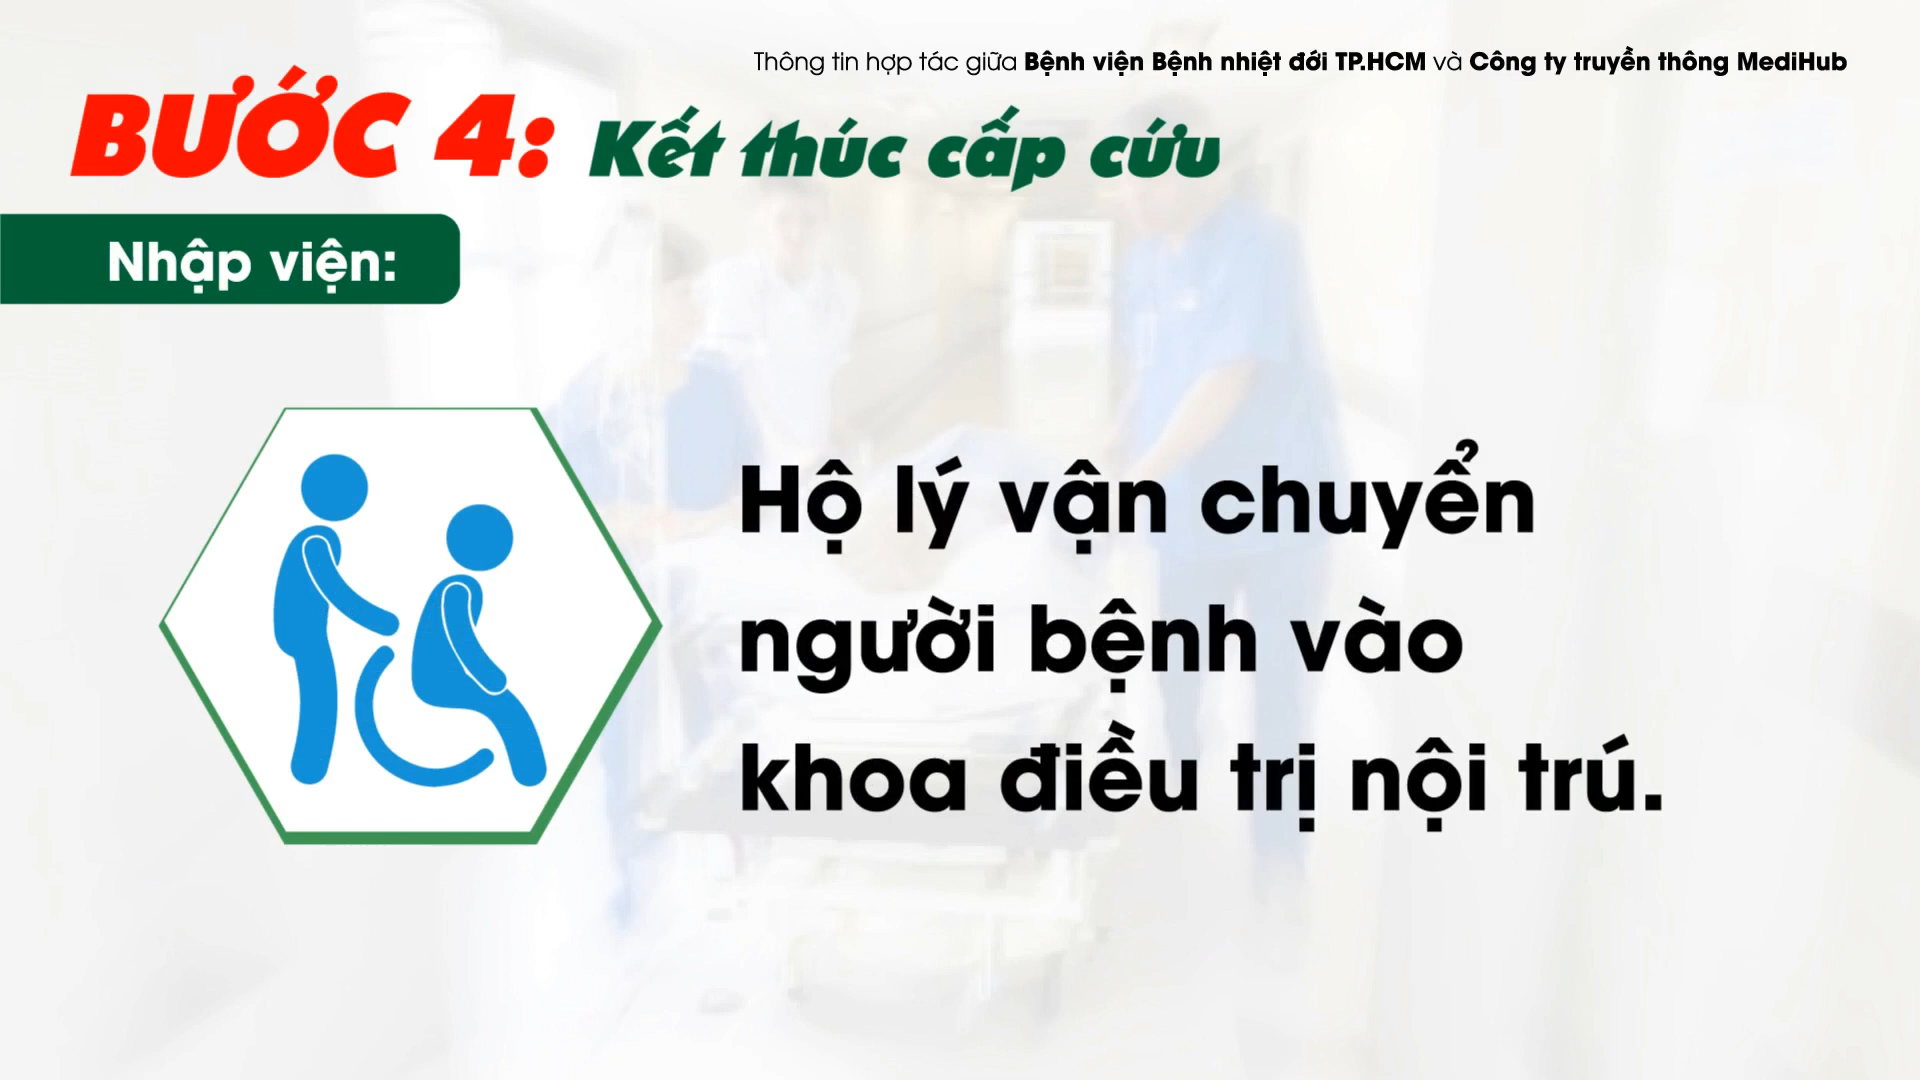 Thông tin hợp tác giữa Bệnh viện Bệnh nhiệt đới TP.HCM và Công ty truyền thông MediHub
BƯỚC 4: Kết thúc cấp cứu
Nhập viện:
Hộ lý vận chuyển
người bệnh vào
khoa điều trị nội trú.